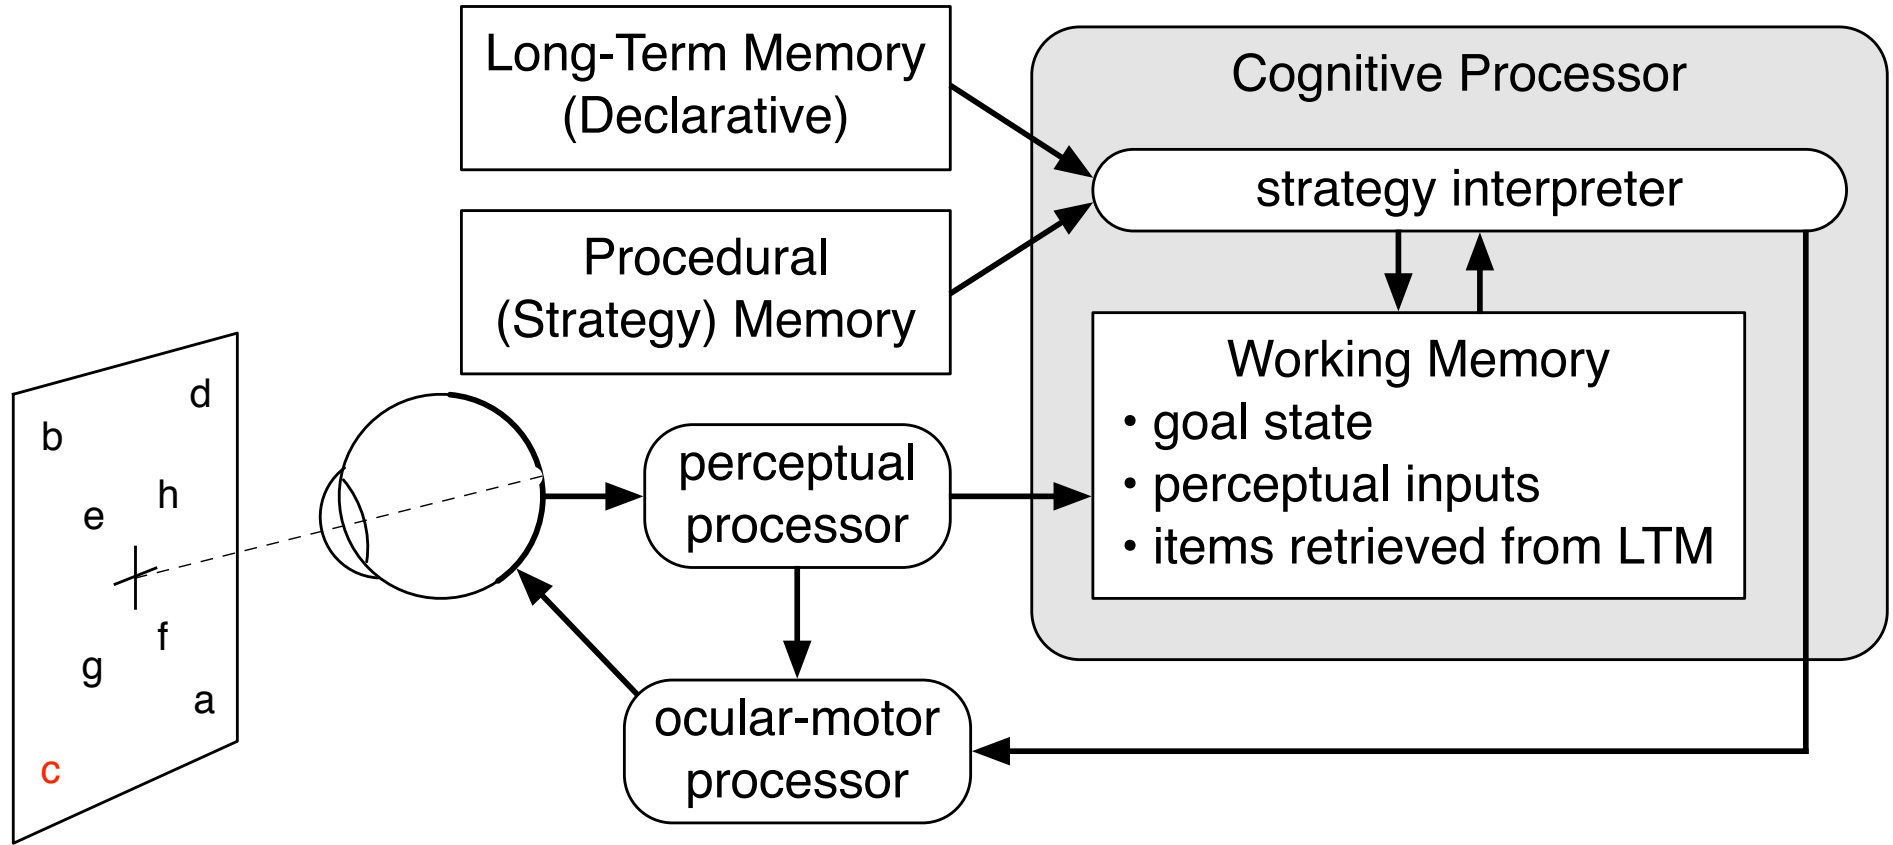 Long-Term Memory
(Declarative)
Procedural
(Strategy) Memory
Cognitive Processor
strategy interpreter
Working Memory
• goal state
• perceptual inputs
• items retrieved from LTM
perceptual
processor
ocular-motor
processor
d
b
h
e
f
g
a
c